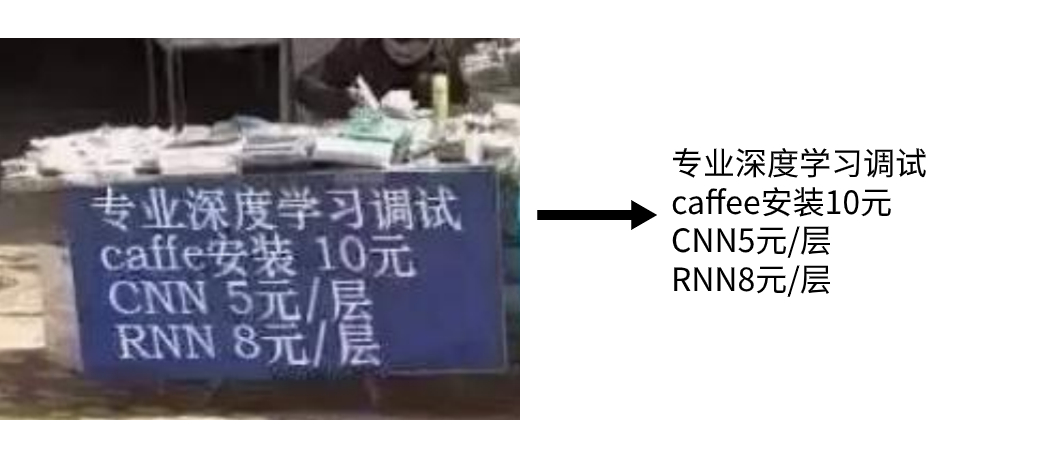 专业深度学习调试
caffe安装 10元
CNN 5元/层
RNN 8元/层
专业深度学习调试
caffee安装10元
CNN5元/层
RNN8元/层